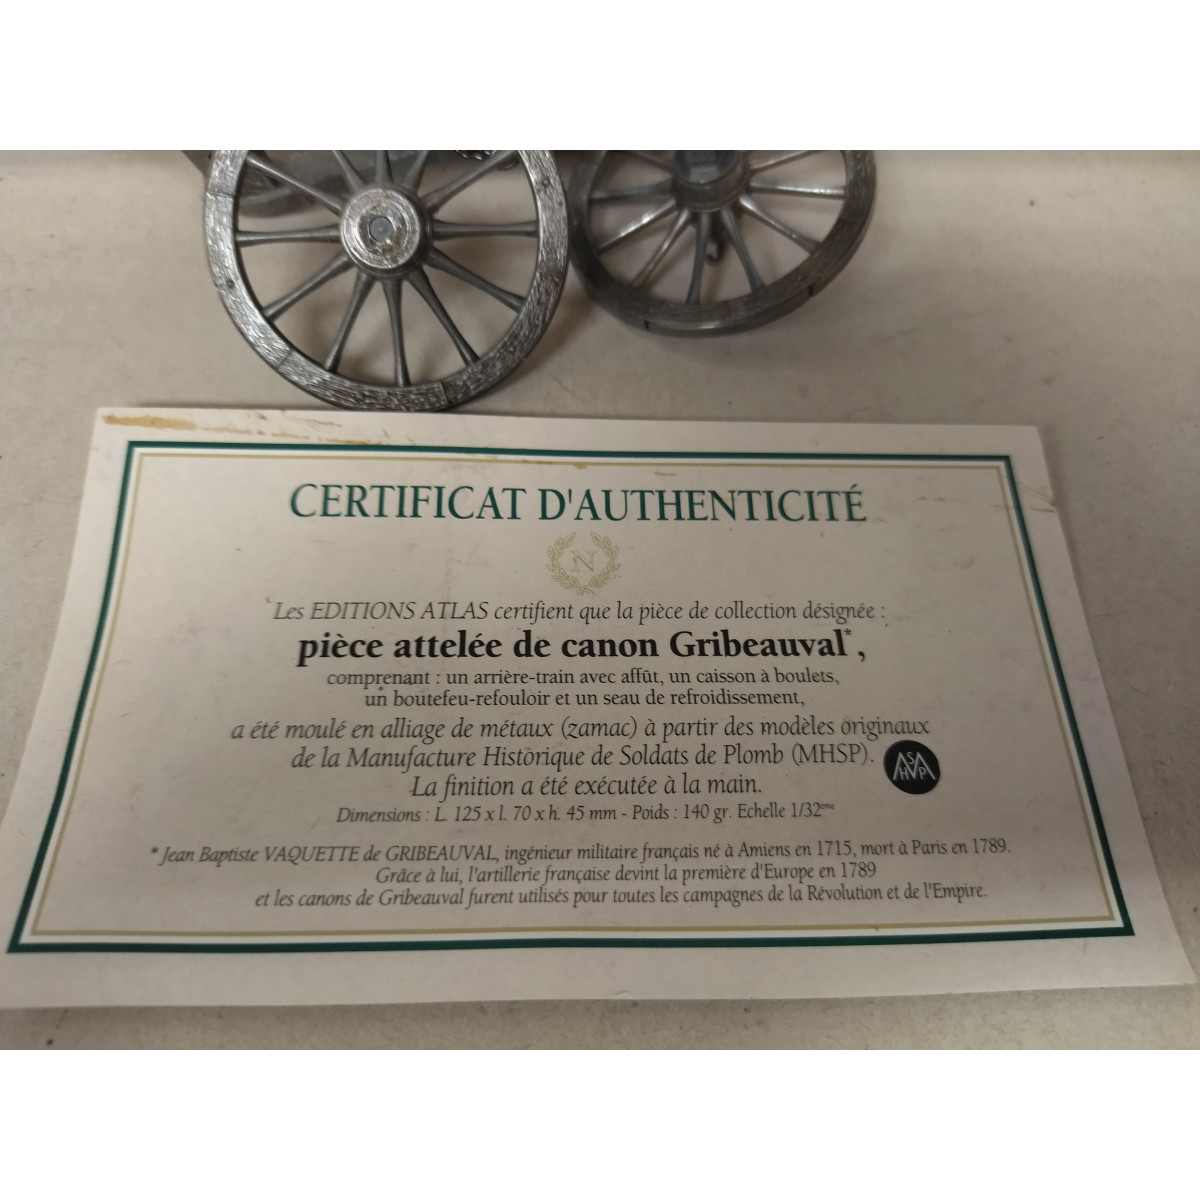 CERTIFICAT D'AUTHENTICITÉ
N
Les EDITIONS ATLAS certifient que la pièce de collection désignée :
pièce attelée de canon Gribeauval*,
comprenant : un arrière-train avec affût, un caisson à boulets,
un boutefeu-refouloir et un seau de refroidissement,
a été moulé en alliage de métaux (zamac) à partir des modèles originaux
de la Manufacture Historique de Soldats de Plomb (MHSP).
MHSP
La finition a été exécutée à la main.
Dimensions : L. 125 x l. 70 x h. 45 mm - Poids : 140 gr. Echelle 1/32ème
* Jean Baptiste VAQUETTE de GRIBEAUVAL, ingénieur militaire français né à Amiens en 1715, mort à Paris en 1789.
Grâce à lui, l'artillerie française devint la première d'Europe en 1789
et les canons de Gribeauval furent utilisés pour toutes les campagnes de la Révolution et de l'Empire.